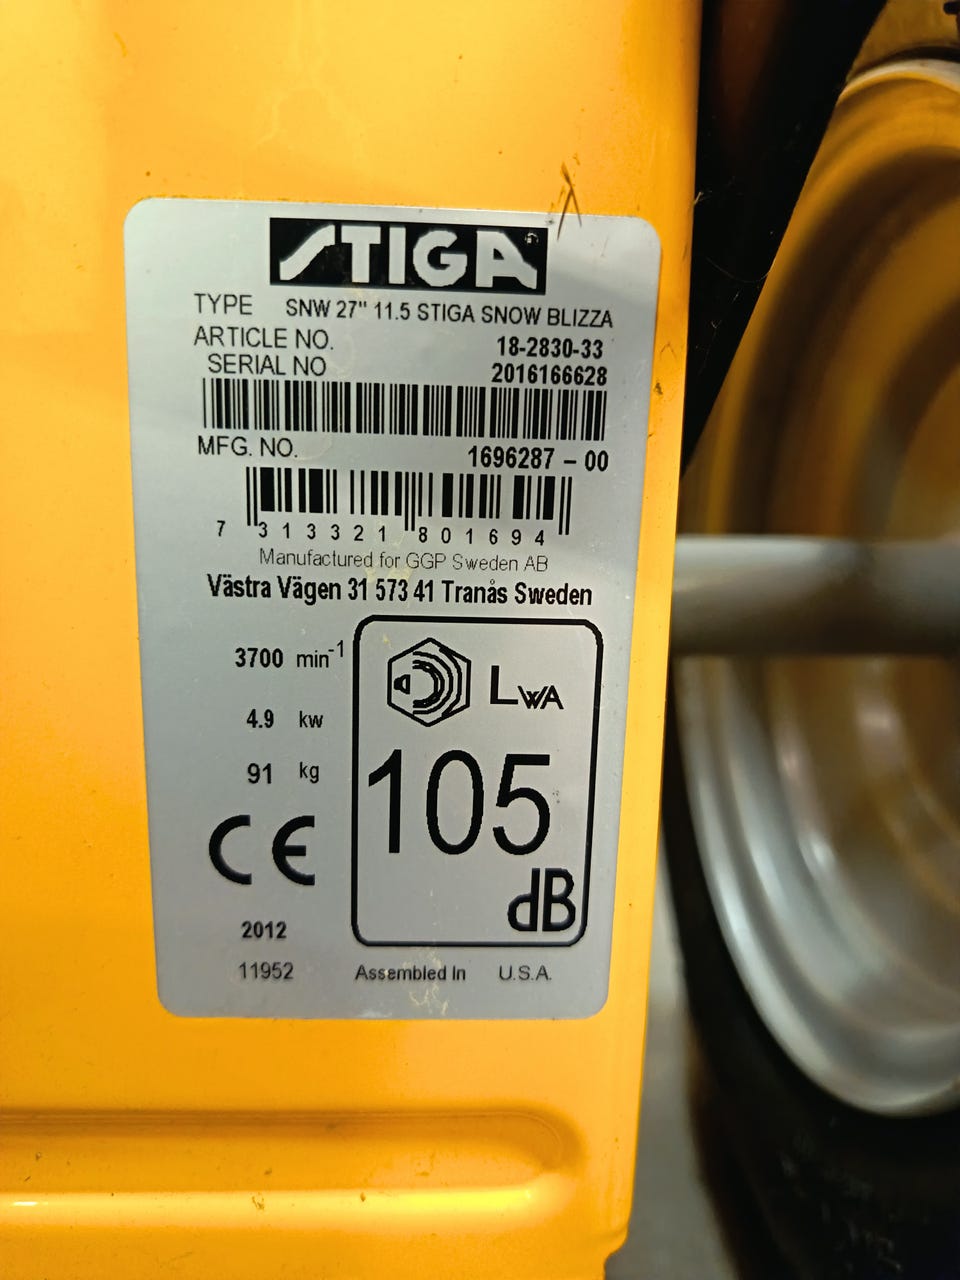 STIGA
TYPE SNW 27" 11.5 STIGA SNOW BLIZZA
ARTICLE NO. 18-2830-33
SERIAL NO 2016166628
MFG. NO. 1696287 - 00
7 313321 801694
Manufactured for GGP Sweden AB
Västra Vägen 31 573 41 Tranås Sweden
3700 min-1
LWA
4.9 kw
91 kg
105
dB
CE
2012
11952 Assembled In U.S.A.